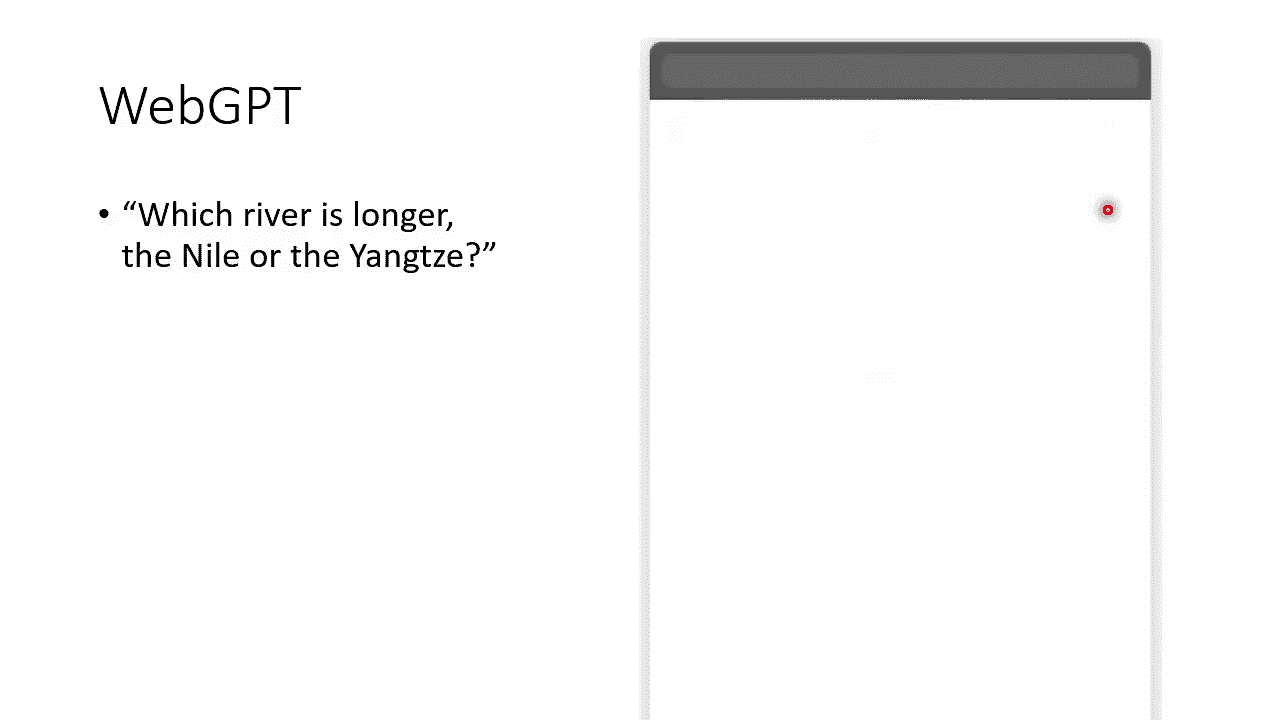 WebGPT
• “Which river is longer,
the Nile or the Yangtze?”